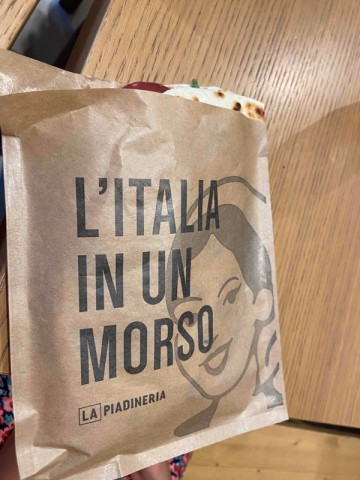 L'ITALIA
IN UN
MORSO
LA PIADINERIA